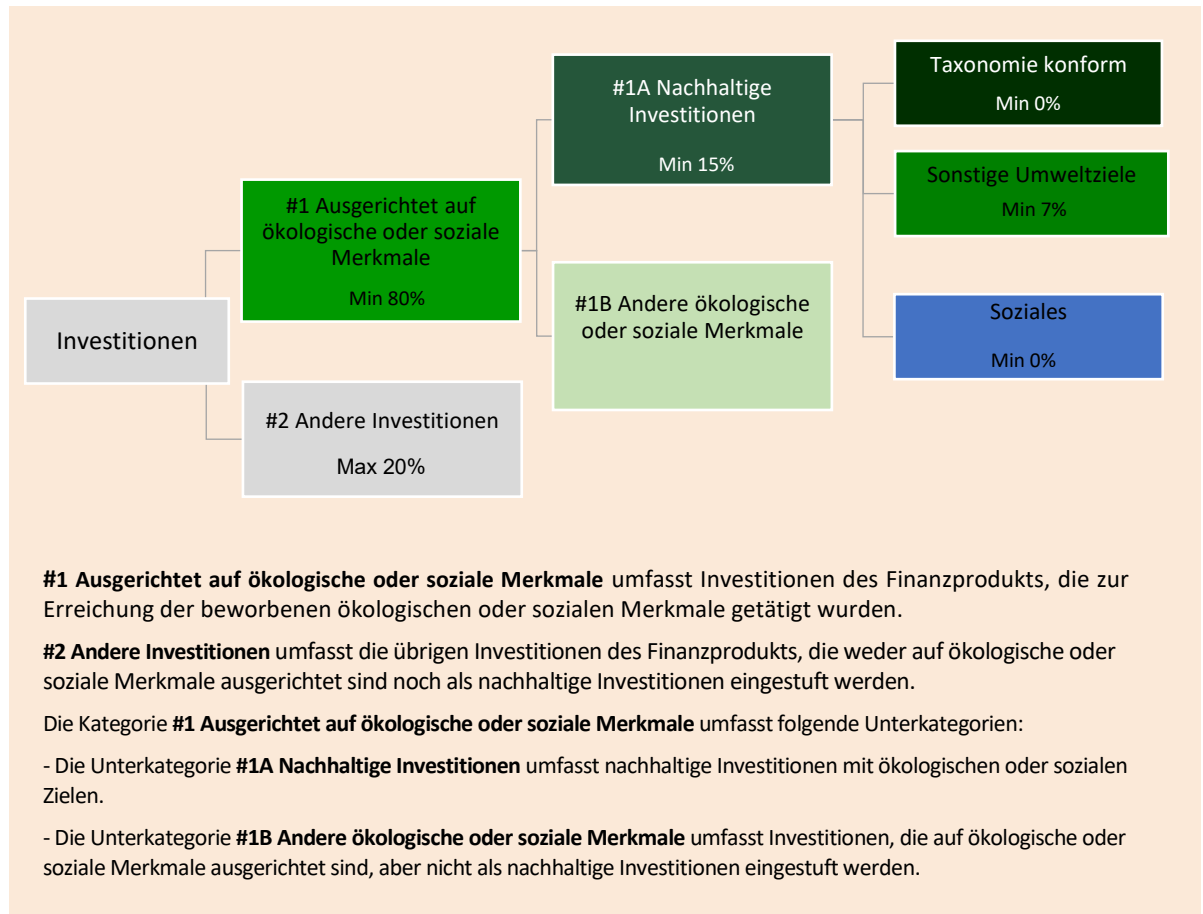 Investitionen
#1 Ausgerichtet auf
ökologische oder soziale
Merkmale
Min 80%
#2 Andere Investitionen
Max 20%
#1A Nachhaltige
Investitionen
Min 15%
#1B Andere ökologische
oder soziale Merkmale
Taxonomie konform
Min 0%
Sonstige Umweltziele
Min 7%
Soziales
Min 0%
#1 Ausgerichtet auf ökologische oder soziale Merkmale umfasst Investitionen des Finanzprodukts, die zur
Erreichung der beworbenen ökologischen oder sozialen Merkmale getätigt wurden.
#2 Andere Investitionen umfasst die übrigen Investitionen des Finanzprodukts, die weder auf ökologische oder
soziale Merkmale ausgerichtet sind noch als nachhaltige Investitionen eingestuft werden.
Die Kategorie #1 Ausgerichtet auf ökologische oder soziale Merkmale umfasst folgende Unterkategorien:
- Die Unterkategorie #1A Nachhaltige Investitionen umfasst nachhaltige Investitionen mit ökologischen oder sozialen
Zielen.
- Die Unterkategorie #1B Andere ökologische oder soziale Merkmale umfasst Investitionen, die auf ökologische oder
soziale Merkmale ausgerichtet sind, aber nicht als nachhaltige Investitionen eingestuft werden.